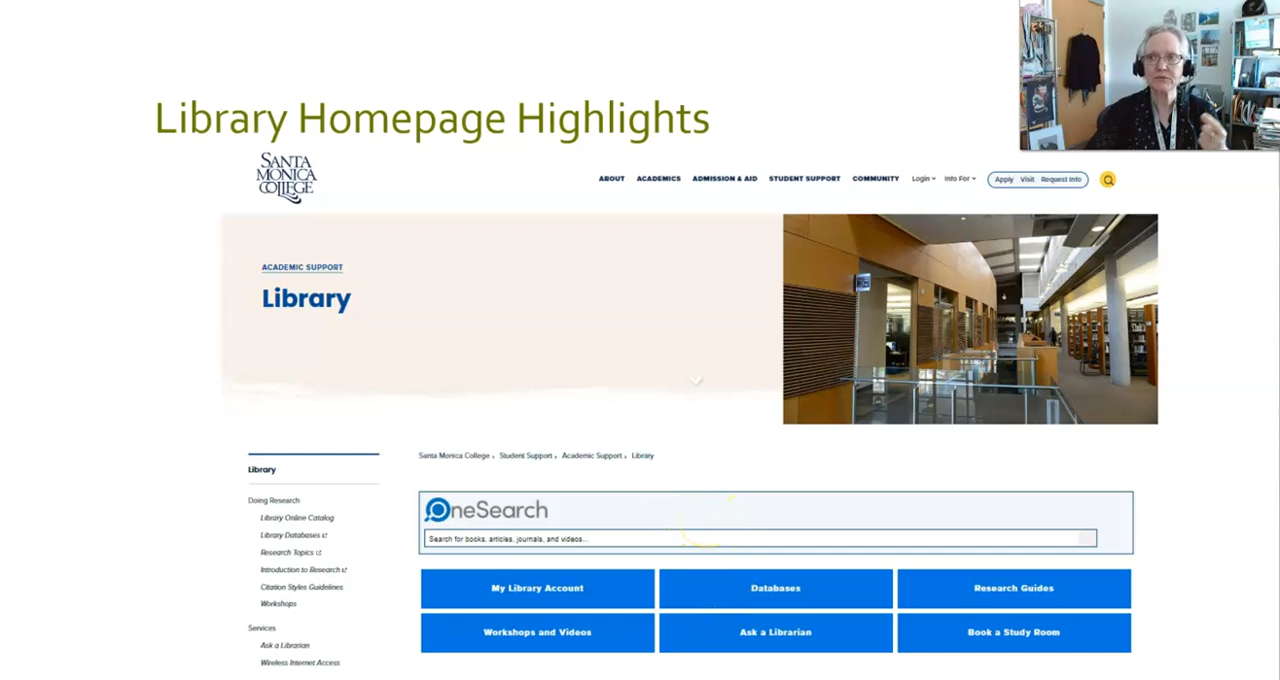 Library Homepage Highlights
SANTA
MONICA
COLLEGE
ABOUT ACADEMICS ADMISSION & AID STUDENT SUPPORT COMMUNITY Login Info For Apply Visit Request Info
ACADEMIC SUPPORT
Library
Santa Monica College Student Support Academic Support Library
Library
Doing Research
Library Online Catalog
Library Databases
Research Topics
Introduction to Research
Citation Styles Guidelines
Workshops
Services
Ask a Librarian
Wireless Internet Access
OneSearch
Search for books, articles, journals, and videos...
My Library Account Databases Research Guides
Workshops and Videos Ask a Librarian Book a Study Room